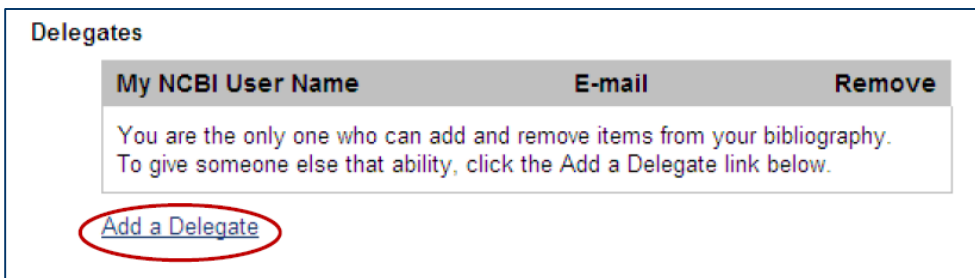 Delegates
My NCBI User Name E-mail Remove
You are the only one who can add and remove items from your bibliography.
To give someone else that ability, click the Add a Delegate link below.
Add a Delegate